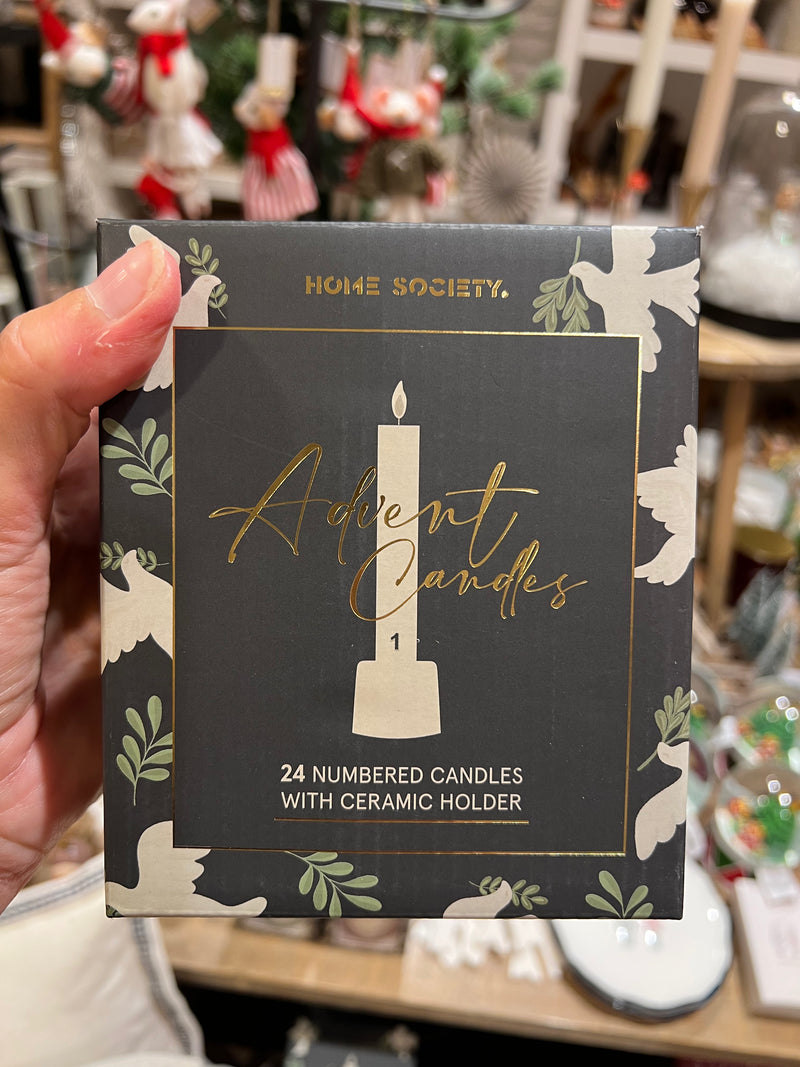 HOME SOCIETY.
Advent
Candles
1
24 NUMBERED CANDLES
WITH CERAMIC HOLDER